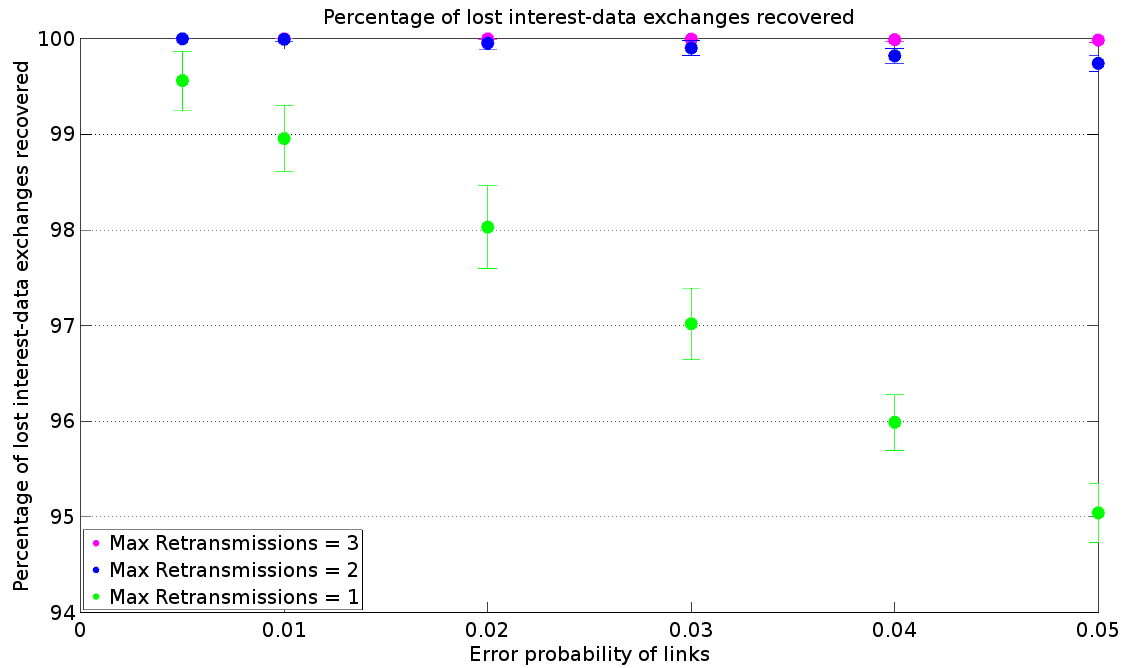 Percentage of lost interest-data exchanges recovered
Percentage of lost interest-data exchanges recovered
100
99
98
97
96
95
94
Max Retransmissions = 3
Max Retransmissions = 2
Max Retransmissions = 1
0 0.01 0.02 0.03 0.04 0.05
Error probability of links